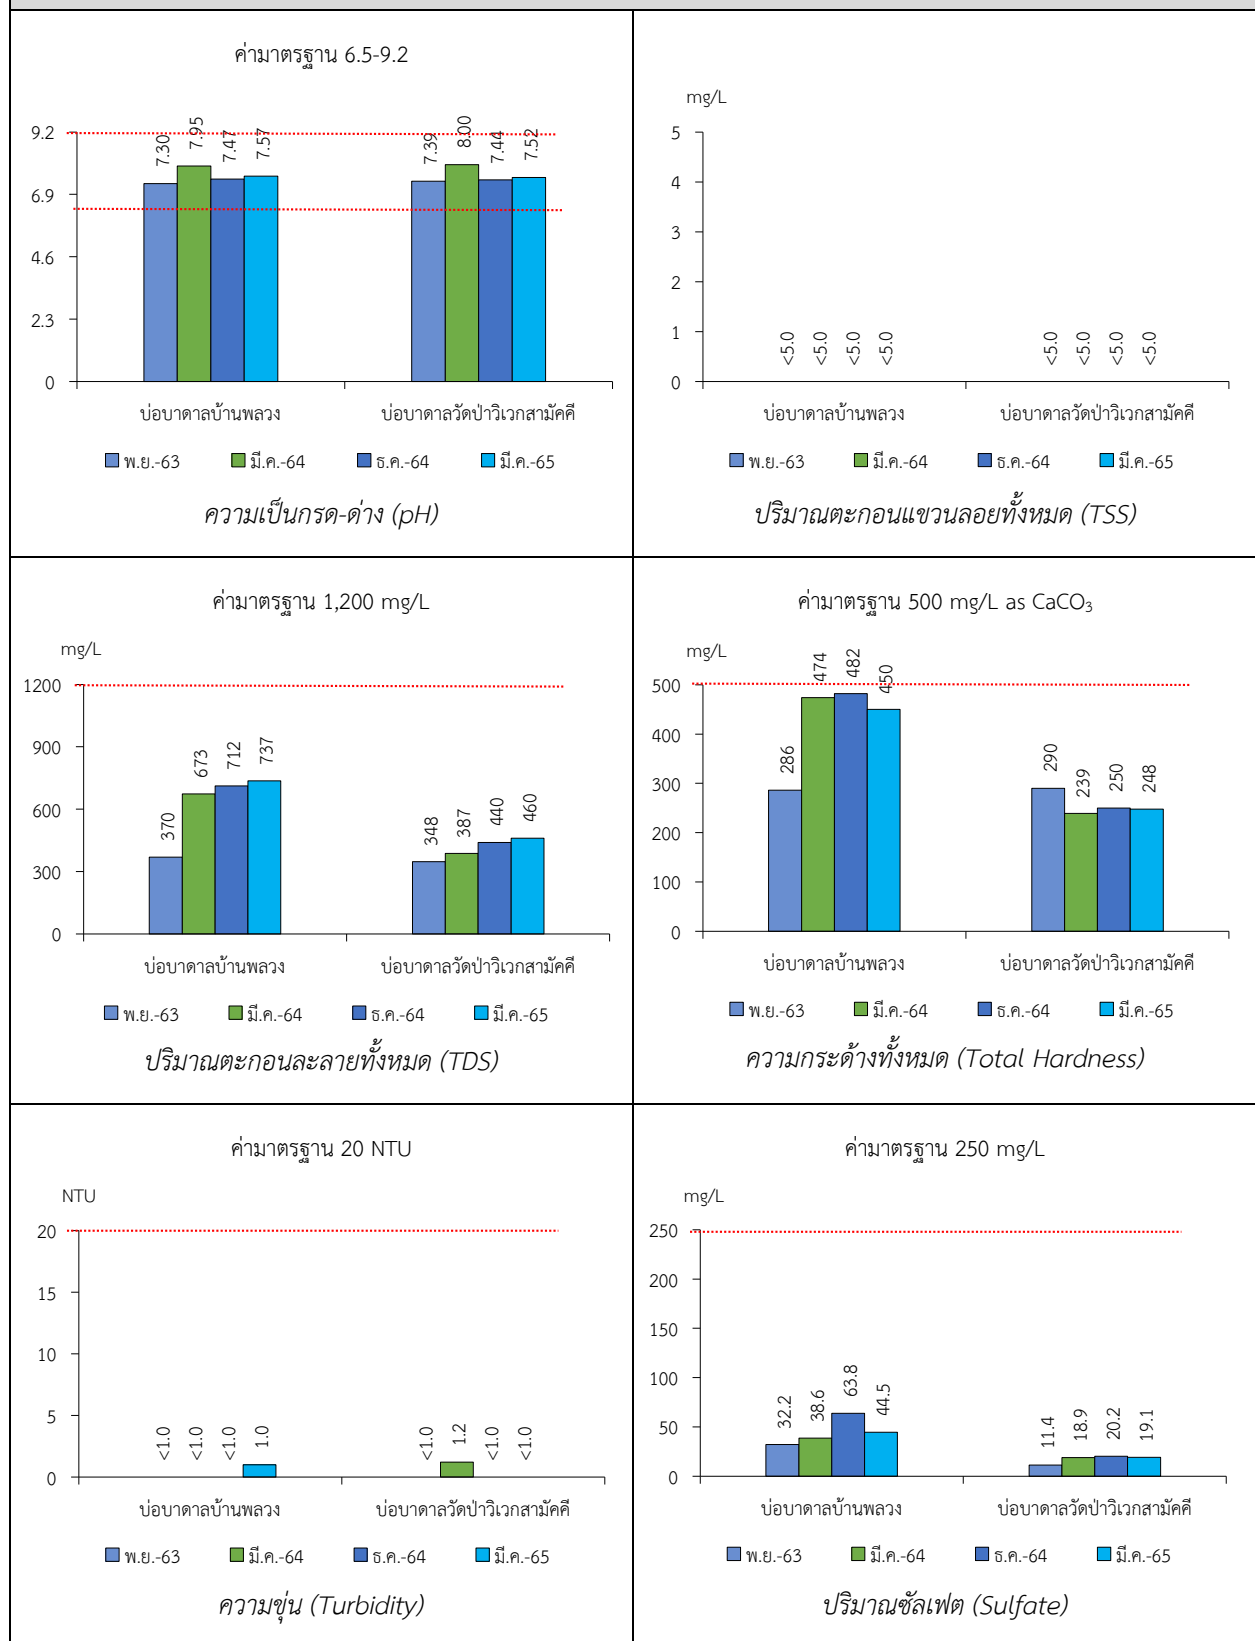 ค่ามาตรฐาน 6.5-9.2
9.2
6.9
4.6
2.3
0
7.30 7.95 7.47 7.57 7.39 8.00 7.44 7.52
บ่อบาดาลบ้านพลวง บ่อบาดาลวัดป่าวิเวกสามัคคี
พ.ย.-63 มี.ค.-64 ธ.ค.-64 มี.ค.-65
ความเป็นกรด-ด่าง (pH)
mg/L
5
4
3
2
1
0
<5.0 <5.0 <5.0 <5.0 <5.0 <5.0 <5.0 <5.0
บ่อบาดาลบ้านพลวง บ่อบาดาลวัดป่าวิเวกสามัคคี
พ.ย.-63 มี.ค.-64 ธ.ค.-64 มี.ค.-65
ปริมาณตะกอนแขวนลอยทั้งหมด (TSS)
ค่ามาตรฐาน 1,200 mg/L
mg/L
1200
900
600
300
0
370 673 712 737 348 387 440 460
บ่อบาดาลบ้านพลวง บ่อบาดาลวัดป่าวิเวกสามัคคี
พ.ย.-63 มี.ค.-64 ธ.ค.-64 มี.ค.-65
ปริมาณตะกอนละลายทั้งหมด (TDS)
ค่ามาตรฐาน 500 mg/L as CaCO₃
mg/L
500
400
300
200
100
0
286 474 482 450 290 239 250 248
บ่อบาดาลบ้านพลวง บ่อบาดาลวัดป่าวิเวกสามัคคี
พ.ย.-63 มี.ค.-64 ธ.ค.-64 มี.ค.-65
ความกระด้างทั้งหมด (Total Hardness)
ค่ามาตรฐาน 20 NTU
NTU
20
15
10
5
0
<1.0 <1.0 <1.0 1.0 <1.0 1.2 <1.0 <1.0
บ่อบาดาลบ้านพลวง บ่อบาดาลวัดป่าวิเวกสามัคคี
พ.ย.-63 มี.ค.-64 ธ.ค.-64 มี.ค.-65
ความขุ่น (Turbidity)
ค่ามาตรฐาน 250 mg/L
mg/L
250
200
150
100
50
0
32.2 38.6 63.8 44.5 11.4 18.9 20.2 19.1
บ่อบาดาลบ้านพลวง บ่อบาดาลวัดป่าวิเวกสามัคคี
พ.ย.-63 มี.ค.-64 ธ.ค.-64 มี.ค.-65
ปริมาณซัลเฟต (Sulfate)